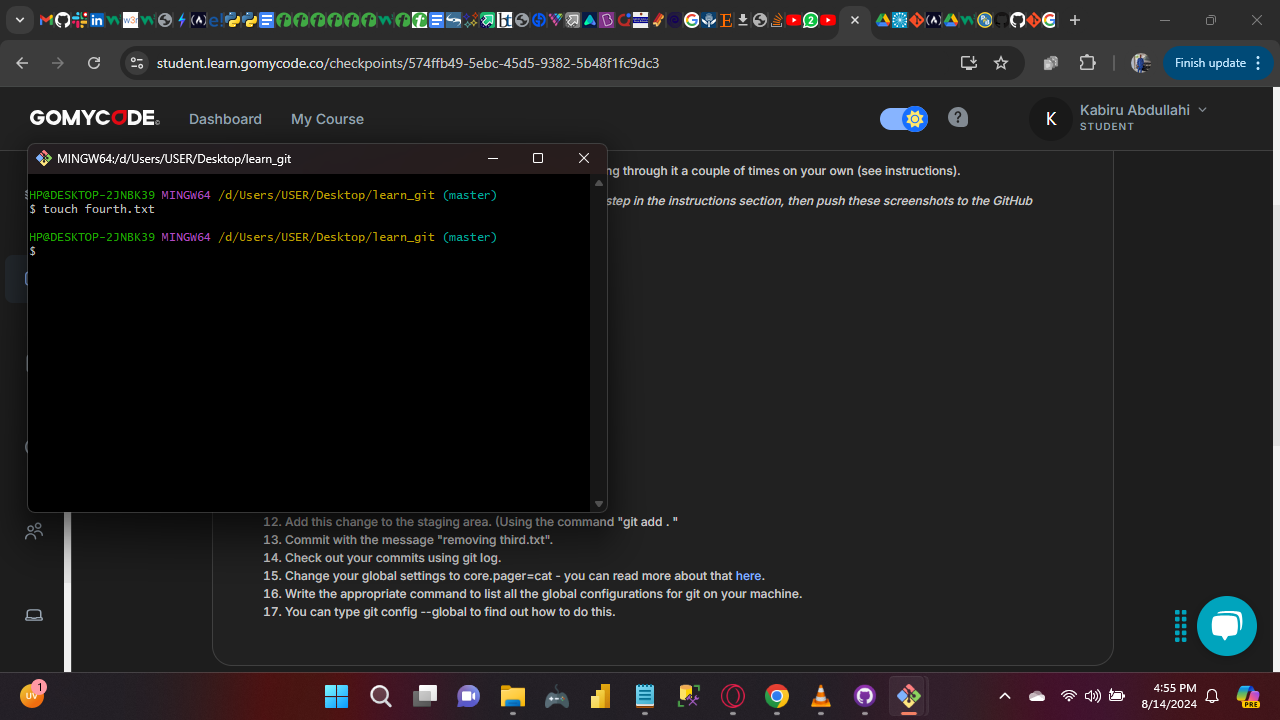 student.learn.gomycode.co/checkpoints/574ffb49-5ebc-45d5-9382-5b48f1fc9dc3
Finish update
GOMYCODE
Dashboard
My Course
K
Kabiru Abdullahi
STUDENT
MINGW64:/d/Users/USER/Desktop/learn_git
ng through it a couple of times on your own (see instructions).
HP@DESKTOP-2JNBK39 MINGW64 /d/Users/USER/Desktop/learn_git (master)
step in the instructions section, then push these screenshots to the GitHub
$ touch fourth.txt
HP@DESKTOP-2JNBK39 MINGW64 /d/Users/USER/Desktop/learn_git (master)
$
12. Add this change to the staging area. (Using the command "git add . "
13. Commit with the message "removing third.txt".
14. Check out your commits using git log.
15. Change your global settings to core.pager=cat - you can read more about that here.
16. Write the appropriate command to list all the global configurations for git on your machine.
17. You can type git config --global to find out how to do this.
UV
1
4:55 PM
8/14/2024
PRE